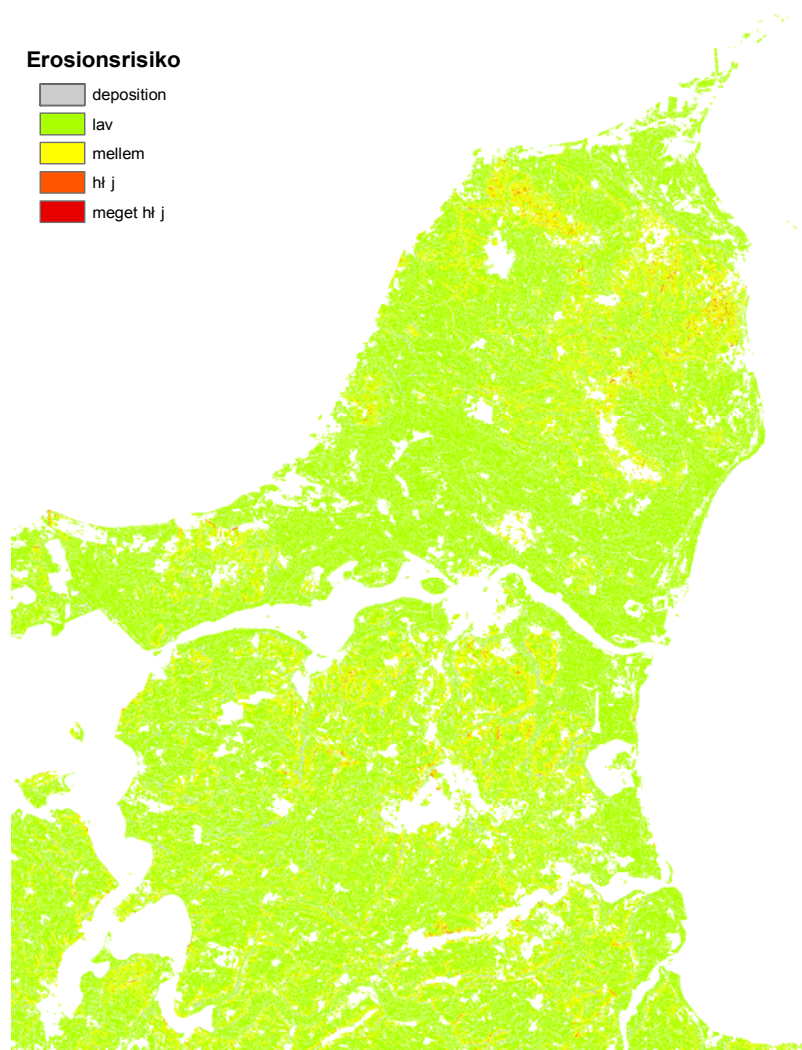 Erosionsrisiko
deposition
lav
mellem
hł j
meget hł j